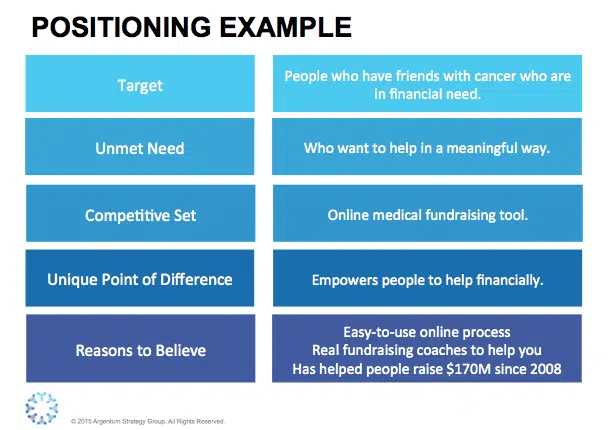 POSITIONING EXAMPLE
Target
People who have friends with cancer who are
in financial need.
Unmet Need
Who want to help in a meaningful way.
Competitive Set
Online medical fundraising tool.
Unique Point of Difference
Empowers people to help financially.
Reasons to Believe
Easy-to-use online process
Real fundraising coaches to help you
Has helped people raise $170M since 2008
© 2015 Argentum Strategy Group. All Rights Reserved.